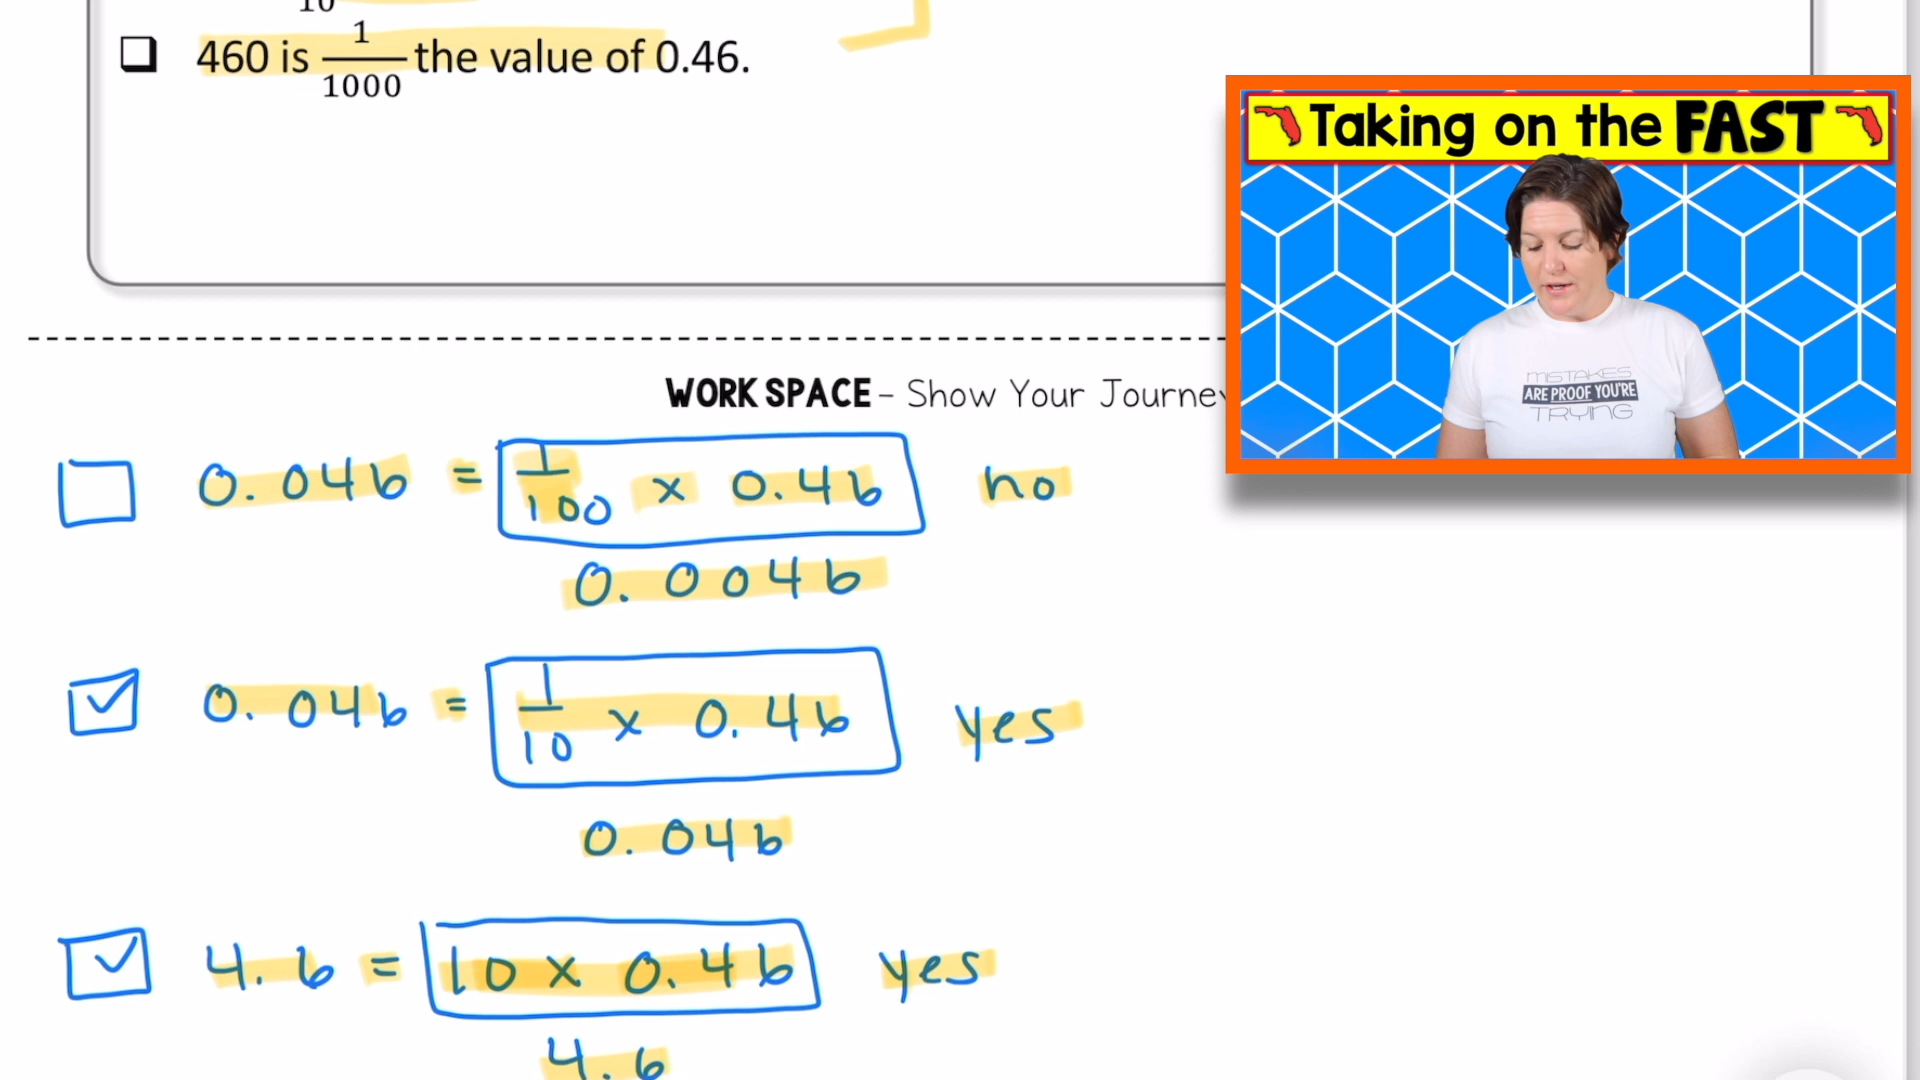 10
❑ 460 is 1/1000 the value of 0.46.
Taking on the FAST
MISTAKES
ARE PROOF YOU'RE
TRYING
WORK SPACE - Show Your Journey
0.046 = 1/100 x 0.46 no
0.0046
0.046 = 1/10 x 0.46 yes
0.046
4.6 = 10 x 0.46 yes
4.6